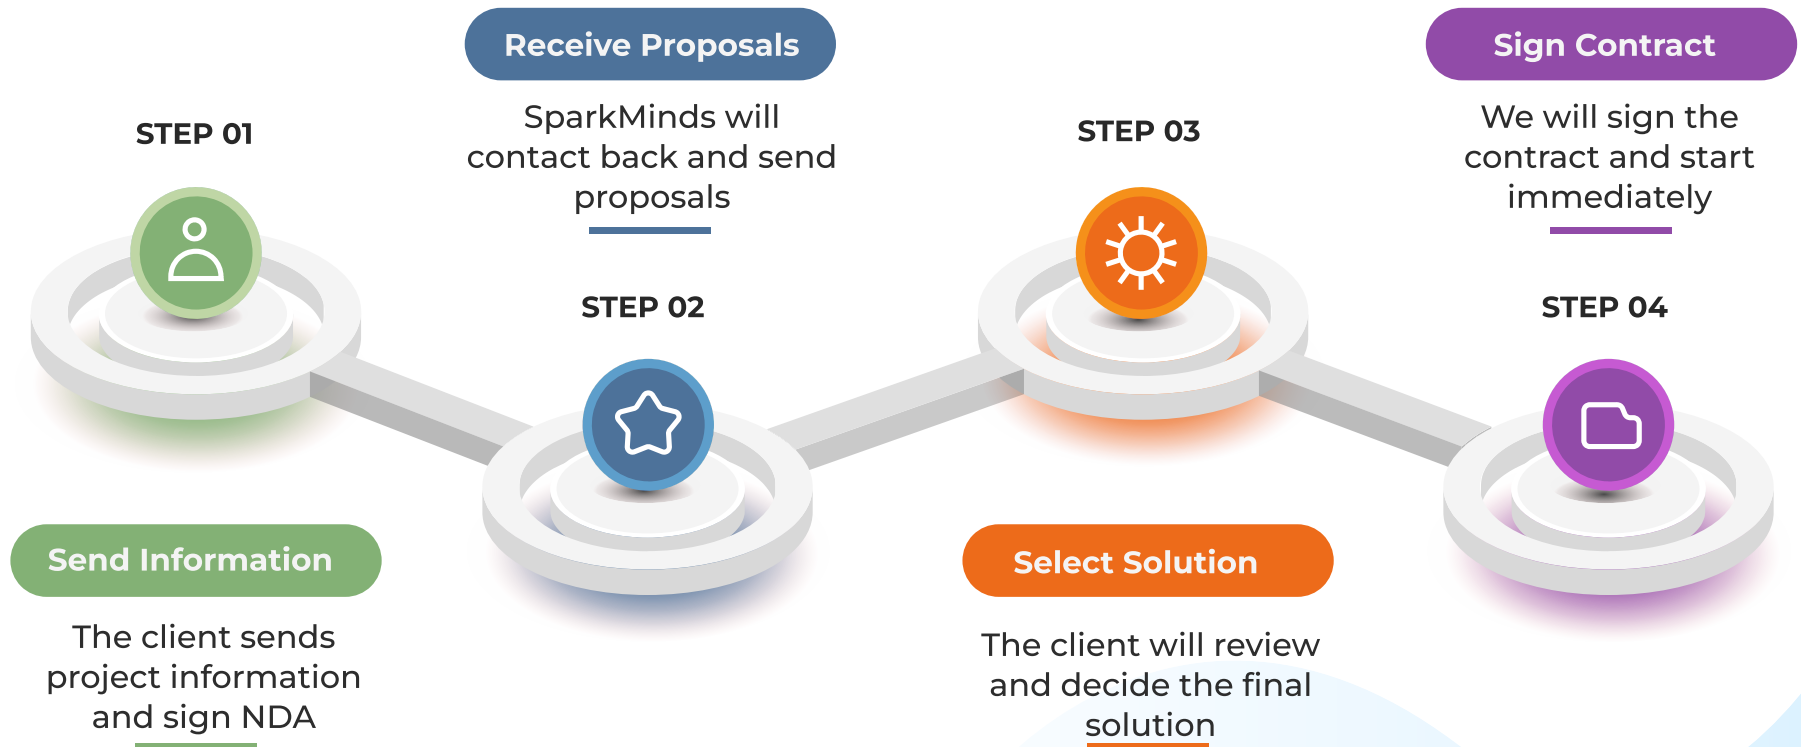 STEP 01
Send Information
The client sends
project information
and sign NDA
Receive Proposals
SparkMinds will
contact back and send
proposals
STEP 02
STEP 03
Select Solution
The client will review
and decide the final
solution
Sign Contract
We will sign the
contract and start
immediately
STEP 04